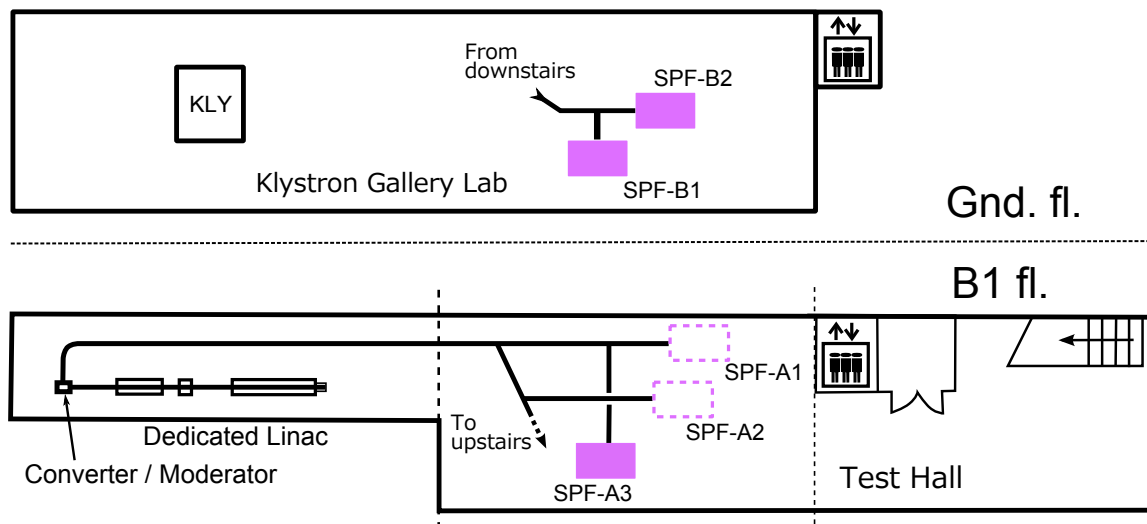 From
downstairs
SPF-B2
KLY
Klystron Gallery Lab
SPF-B1
Gnd. fl.
B1 fl.
SPF-A1
To
upstairs
SPF-A2
Dedicated Linac
Converter / Moderator
SPF-A3
Test Hall